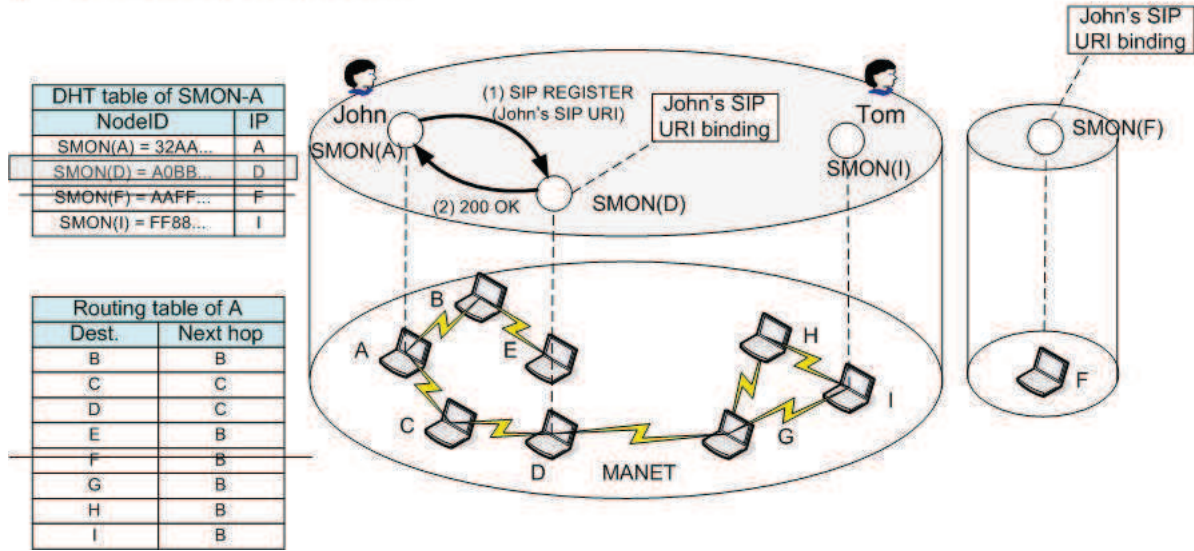 DHT table of SMON-A
NodeID IP
SMON(A) = 32AA... A
SMON(D) = A0BB... D
SMON(F) = AAFF... F
SMON(I) = FF88... I
Routing table of A
Dest. Next hop
B B
C C
D C
E B
F B
G B
H B
I B
John
SMON(A)
(1) SIP REGISTER
(John's SIP URI)
(2) 200 OK
John's SIP
URI binding
SMON(D)
Tom
SMON(I)
John's SIP
URI binding
SMON(F)
A
B
E
C
D
MANET
G
H
I
F